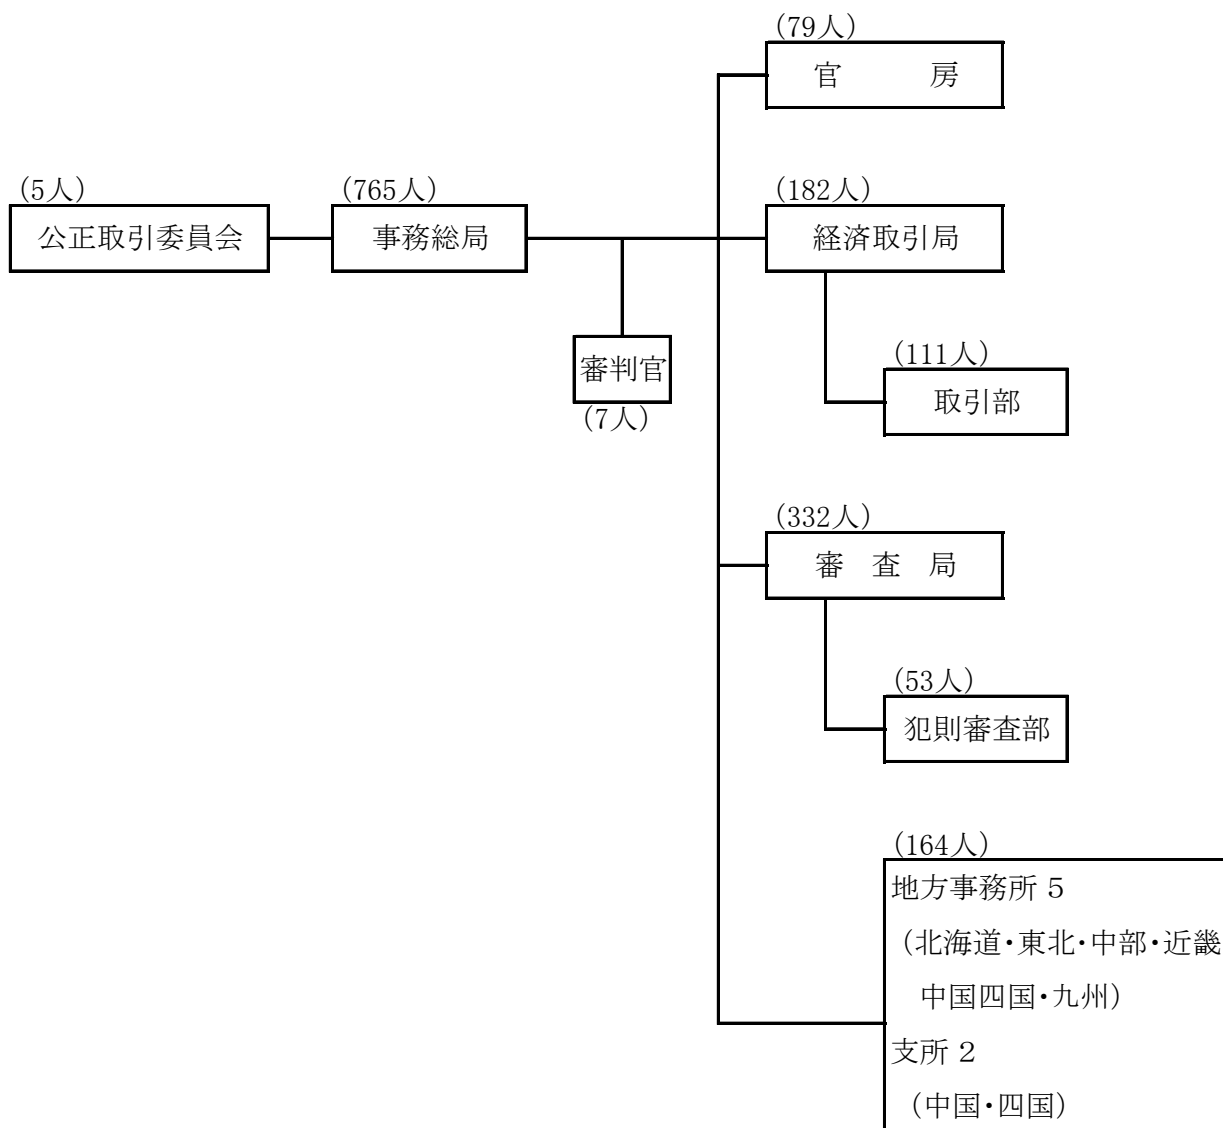 (79人)
官 房
(5人)
公正取引委員会
(765人)
事務総局
(182人)
経済取引局
審判官
(7人)
(111人)
取引部
(332人)
審 査 局
(53人)
犯則審査部
(164人)
地方事務所 5
(北海道・東北・中部・近畿
中国四国・九州)
支所 2
(中国・四国)